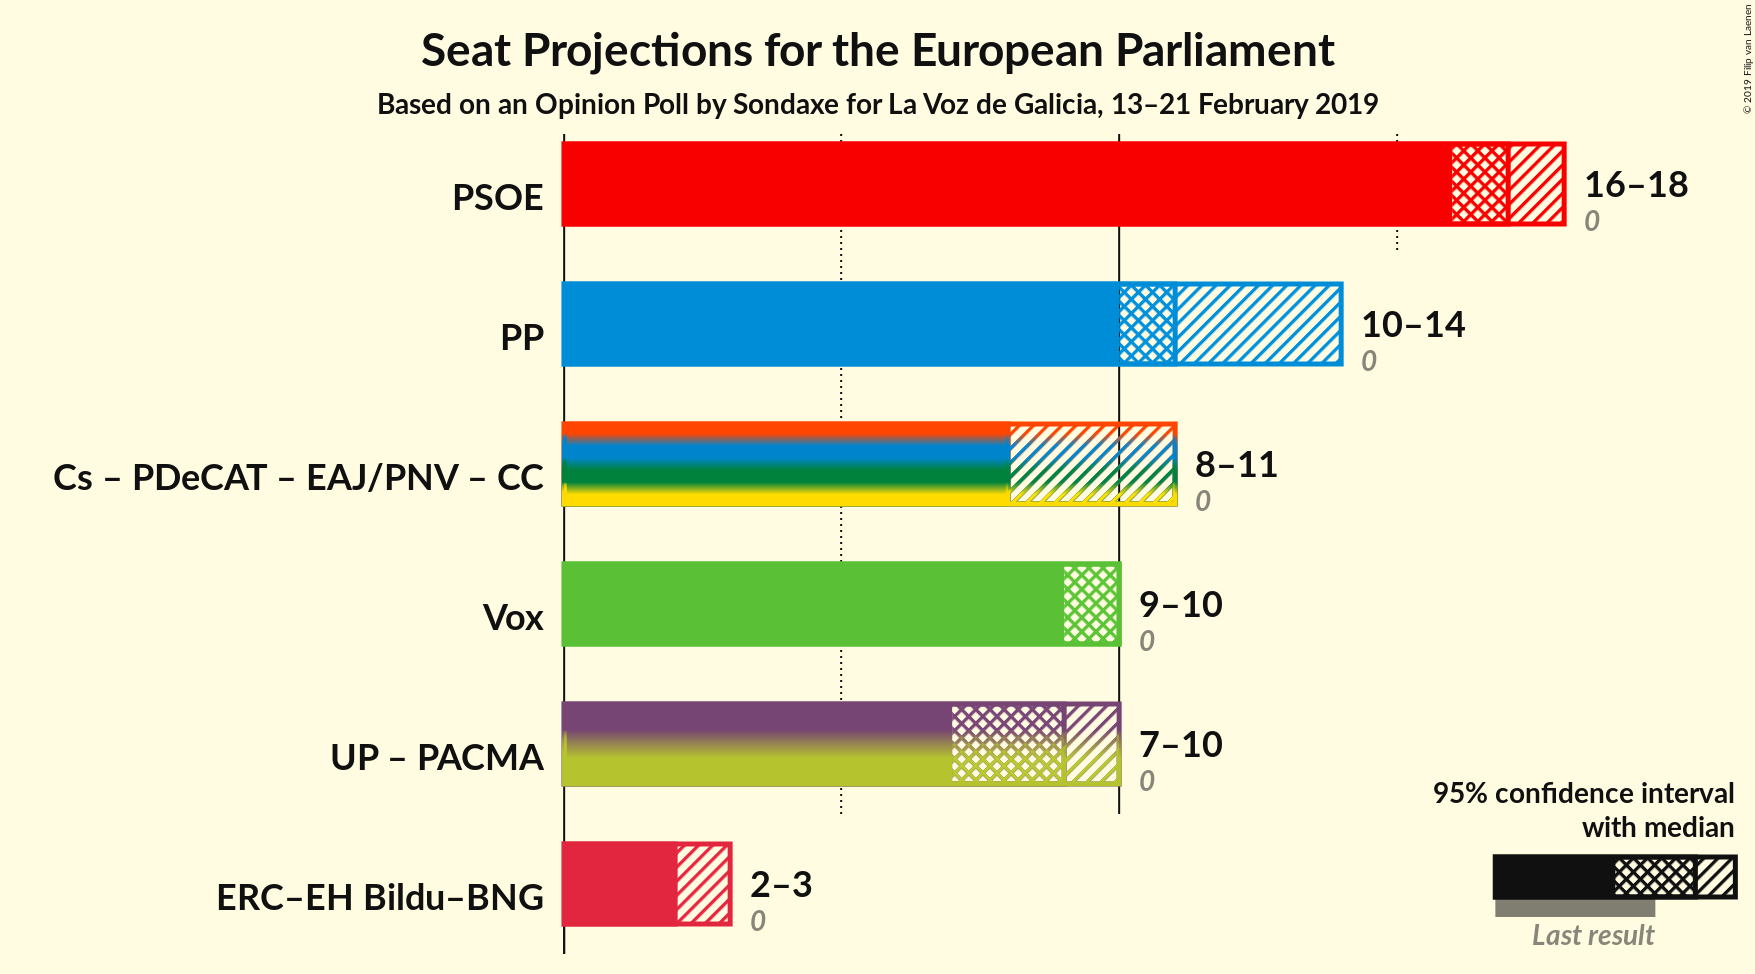 Seat Projections for the European Parliament
Based on an Opinion Poll by Sondaxe for La Voz de Galicia, 13–21 February 2019
© 2019 Filip van Laenen
PSOE
16–18
0
PP
10–14
0
Cs – PDeCAT – EAJ/PNV – CC
8–11
0
Vox
9–10
0
UP – PACMA
7–10
0
ERC–EH Bildu–BNG
2–3
0
95% confidence interval
with median
Last result